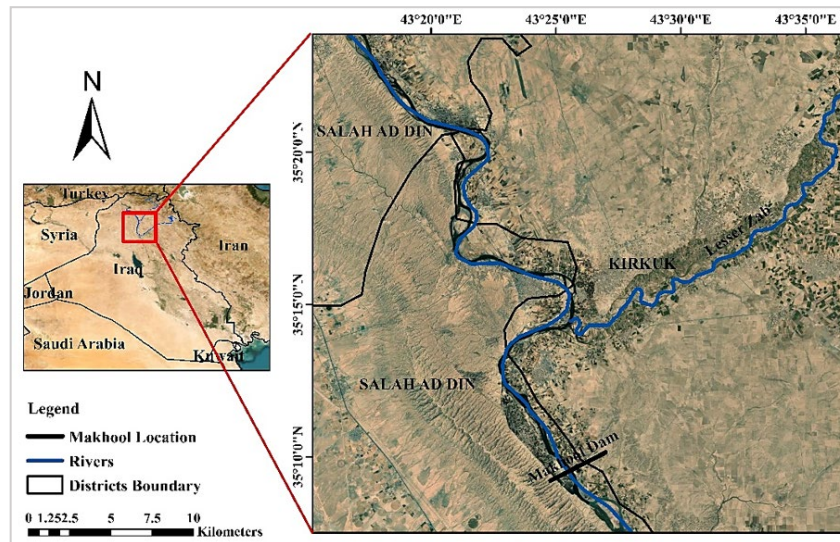 43°20'0"E 43°25'0"E 43°30'0"E 43°35'0"E
N
Turkey
Syria
Iran
Iraq
Jordan
Saudi Arabia
Kuwait
Legend
Makhool Location
Rivers
Districts Boundary
0 1.252.5 5 7.5 10
Kilometers
35°20'0"N
35°15'0"N
35°10'0"N
SALAH AD DIN
Lesser Zab
KIRKUK
SALAH AD DIN
Makhool Dam